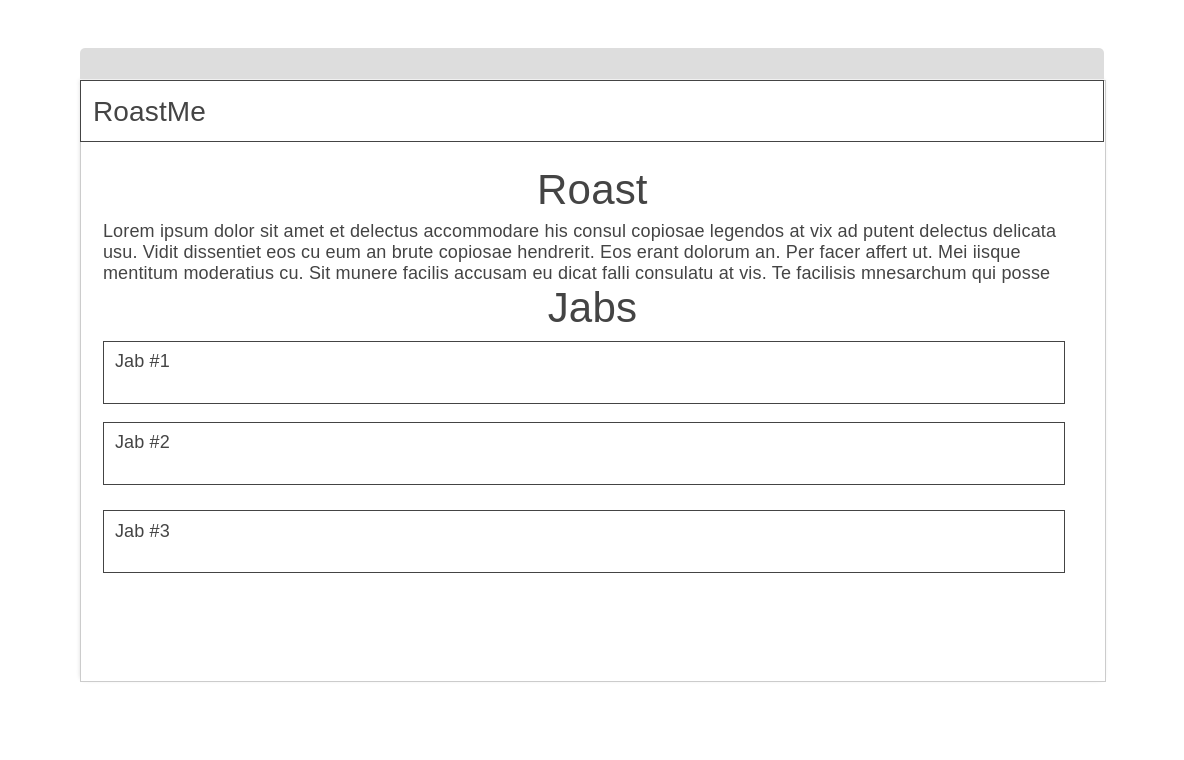 RoastMe
Roast
Lorem ipsum dolor sit amet et delectus accommodare his consul copiosae legendos at vix ad putent delectus delicata
usu. Vidit dissentiet eos cu eum an brute copiosae hendrerit. Eos erant dolorum an. Per facer affert ut. Mei iisque
mentitum moderatius cu. Sit munere facilis accusam eu dicat falli consulatu at vis. Te facilisis mnesarchum qui posse
Jabs
Jab #1
Jab #2
Jab #3